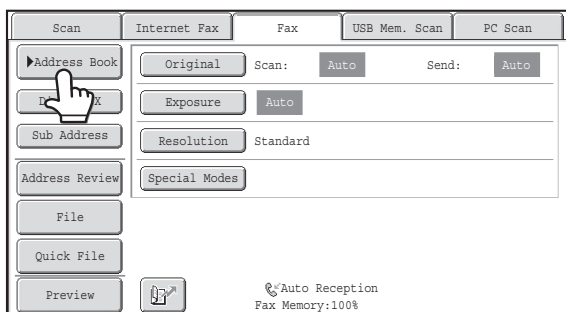 Scan Internet Fax Fax USB Mem. Scan PC Scan
Address Book
Original Scan: Auto Send: Auto
X
Exposure Auto
Sub Address
Resolution Standard
Address Review
Special Modes
File
Quick File
Preview
Auto Reception
Fax Memory:100%